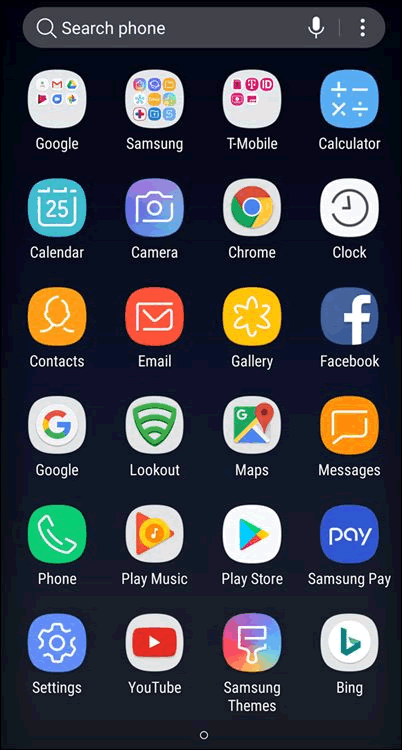 Search phone
Google
Samsung
T-Mobile
Calculator
25
Calendar
Camera
Chrome
Clock
Contacts
Email
Gallery
Facebook
Google
Lookout
Maps
Messages
pay
Phone
Play Music
Play Store
Samsung Pay
Settings
YouTube
Samsung
Themes
Bing